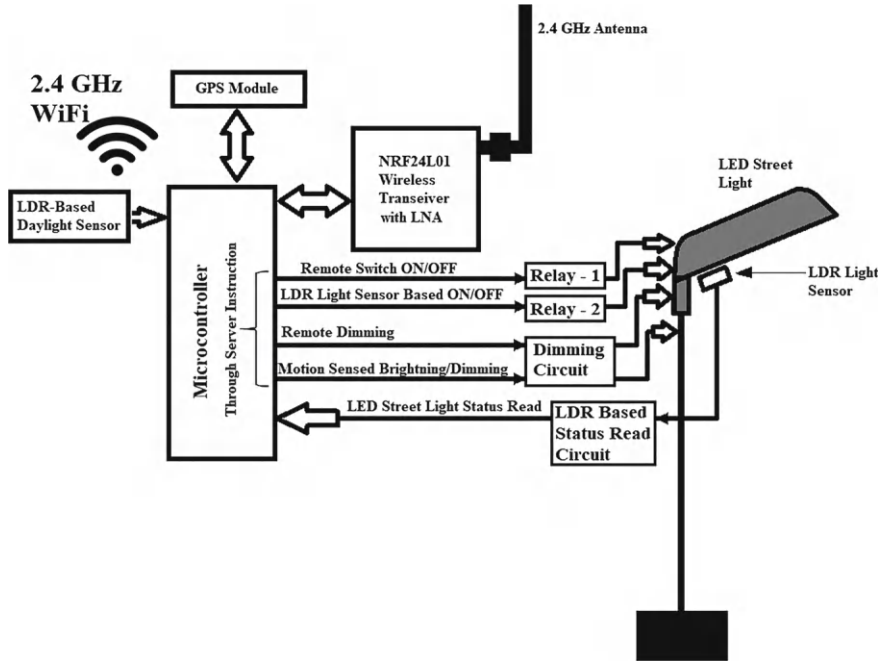 2.4 GHz Antenna
2.4 GHz
WiFi
GPS Module
NRF24L01
Wireless
Transeiver
with LNA
LED Street
Light
LDR-Based
Daylight Sensor
Microcontroller
Through Server Instruction
Remote Switch ON/OFF
Relay - 1
LDR Light
Sensor
LDR Light Sensor Based ON/OFF
Relay - 2
Remote Dimming
Dimming
Circuit
Motion Sensed Brightning/Dimming
LED Street Light Status Read
LDR Based
Status Read
Circuit